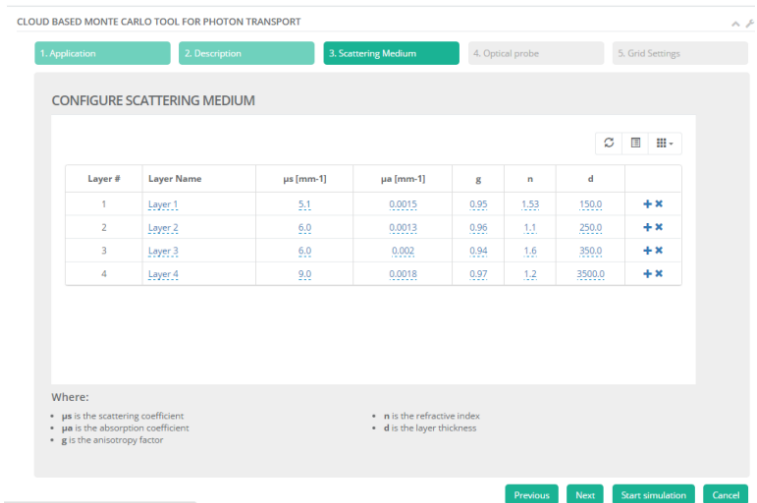 CLOUD BASED MONTE CARLO TOOL FOR PHOTON TRANSPORT
1. Application 2. Description 3. Scattering Medium 4. Optical probe 5. Grid Settings
CONFIGURE SCATTERING MEDIUM
Layer # Layer Name µs [mm-1] µa [mm-1] g n d
1 Layer 1 5.1 0.0015 0.95 1.53 150.0
2 Layer 2 6.0 0.0013 0.96 1.1 250.0
3 Layer 3 6.0 0.002 0.94 1.6 350.0
4 Layer 4 9.0 0.0018 0.97 1.2 3500.0
Where:
• µs is the scattering coefficient
• µa is the absorption coefficient
• g is the anisotropy factor
• n is the refractive index
• d is the layer thickness
Previous Next Start simulation Cancel